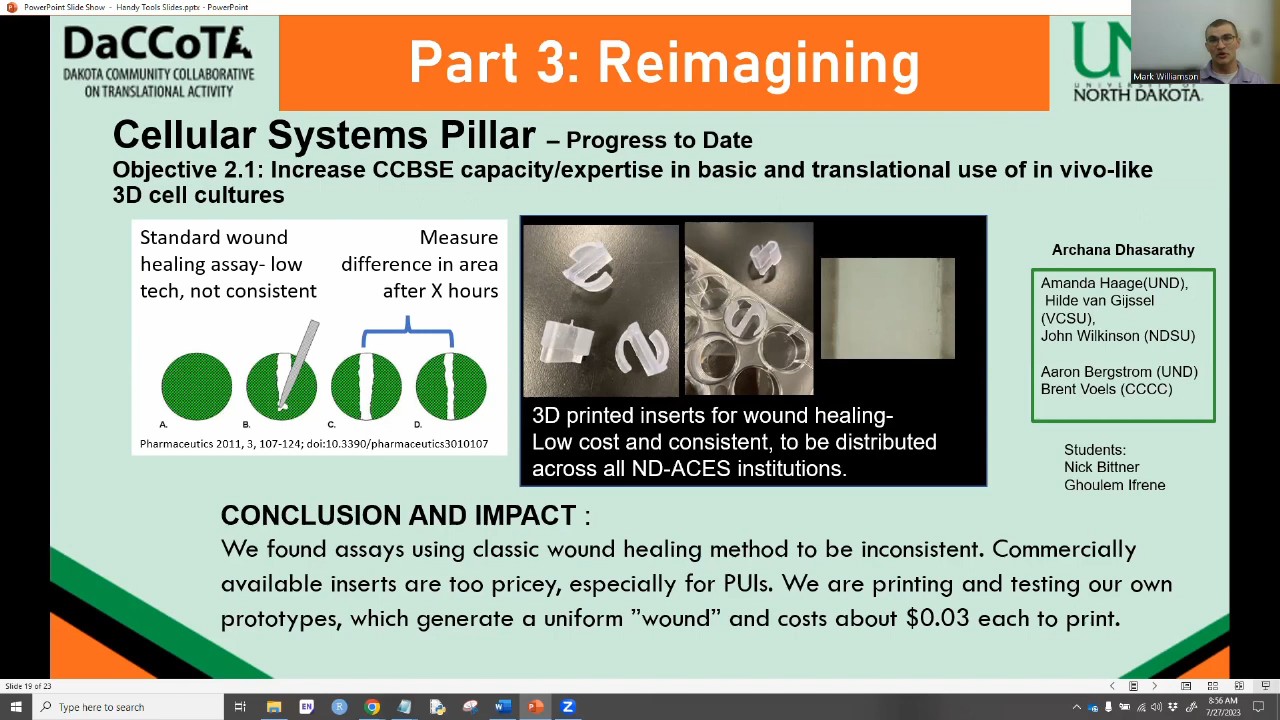 PowerPoint Slide Show - Handy Tools Slides.pptx - PowerPoint
DaCCoTA
DAKOTA COMMUNITY COLLABORATIVE
ON TRANSLATIONAL ACTIVITY
Part 3: Reimagining
Mark Williamson
NORTH DAKOTA
Cellular Systems Pillar – Progress to Date
Objective 2.1: Increase CCBSE capacity/expertise in basic and translational use of in vivo-like
3D cell cultures
Standard wound
healing assay- low
tech, not consistent
Measure
difference in area
after X hours
A.
B.
C.
D.
Pharmaceutics 2011, 3, 107-124; doi:10.3390/pharmaceutics3010107
3D printed inserts for wound healing-
Low cost and consistent, to be distributed
across all ND-ACES institutions.
Archana Dhasarathy
Amanda Haage(UND),
Hilde van Gijssel
(VCSU),
John Wilkinson (NDSU)
Aaron Bergstrom (UND)
Brent Voels (CCCC)
Students:
Nick Bittner
Ghoulem Ifrene
CONCLUSION AND IMPACT :
We found assays using classic wound healing method to be inconsistent. Commercially
available inserts are too pricey, especially for PUIs. We are printing and testing our own
prototypes, which generate a uniform "wound" and costs about $0.03 each to print.
Slide 19 of 23
Type here to search
EN
8:56 AM
7/27/2023